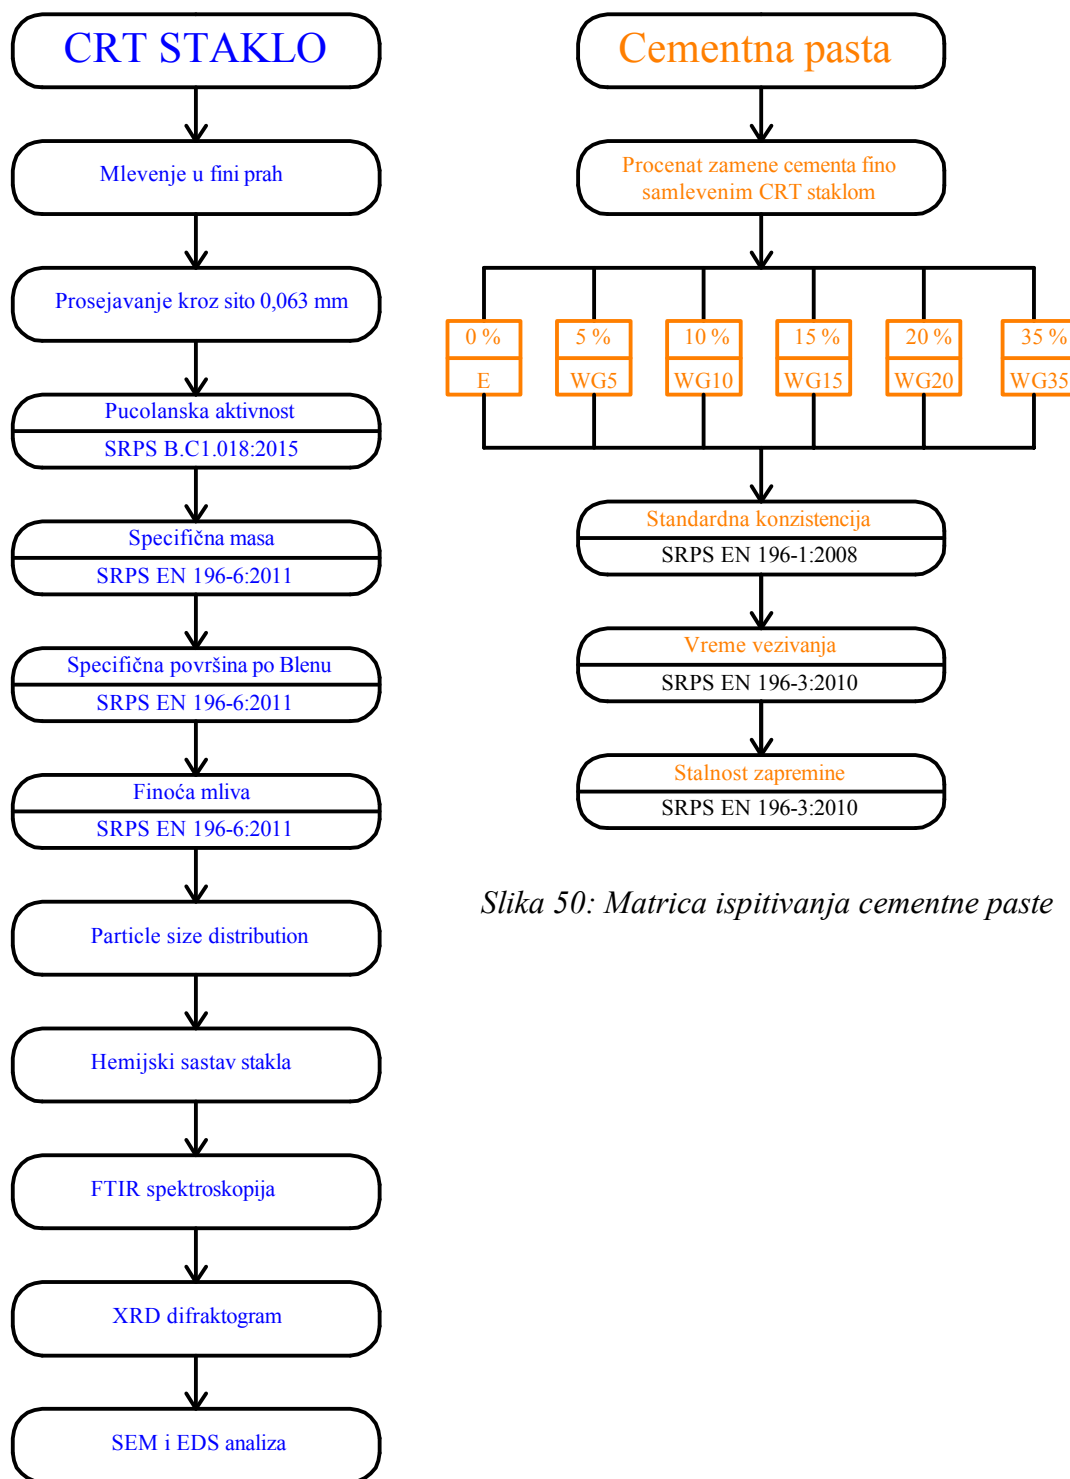 CRT STAKLO
Mlevenje u fini prah
Prosejavanje kroz sito 0,063 mm
Pucolanska aktivnost
SRPS B.C1.018:2015
Specifična masa
SRPS EN 196-6:2011
Specifična površina po Blenu
SRPS EN 196-6:2011
Finoća mliva
SRPS EN 196-6:2011
Particle size distribution
Hemijski sastav stakla
FTIR spektroskopija
XRD difraktogram
SEM i EDS analiza
Cementna pasta
Procenat zamene cementa fino
samlevenim CRT staklom
0 % 5 % 10 % 15 % 20 % 35 %
E WG5 WG10 WG15 WG20 WG35
Standardna konzistencija
SRPS EN 196-1:2008
Vreme vezivanja
SRPS EN 196-3:2010
Stalnost zapremine
SRPS EN 196-3:2010
Slika 50: Matrica ispitivanja cementne paste